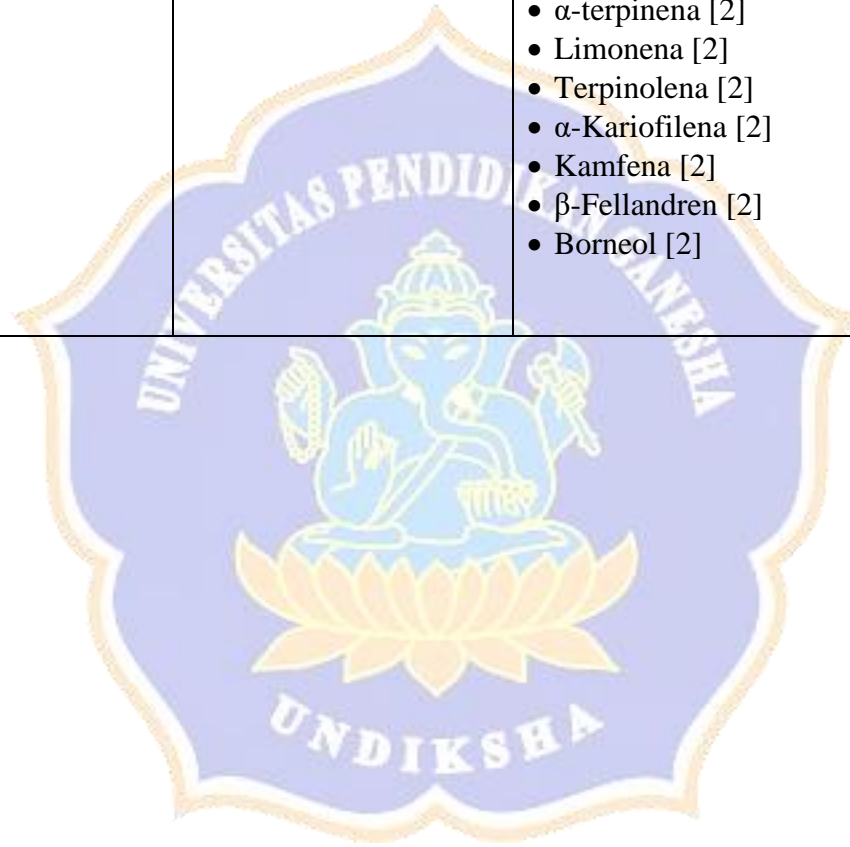 • α-terpinena [2]
• Limonena [2]
• Terpinolena [2]
• α-Kariofilena [2]
• Kamfena [2]
• β-Fellandren [2]
• Borneol [2]
UNIVERSITAS PENDIDIKAN GANESHA
UNDIKSHA